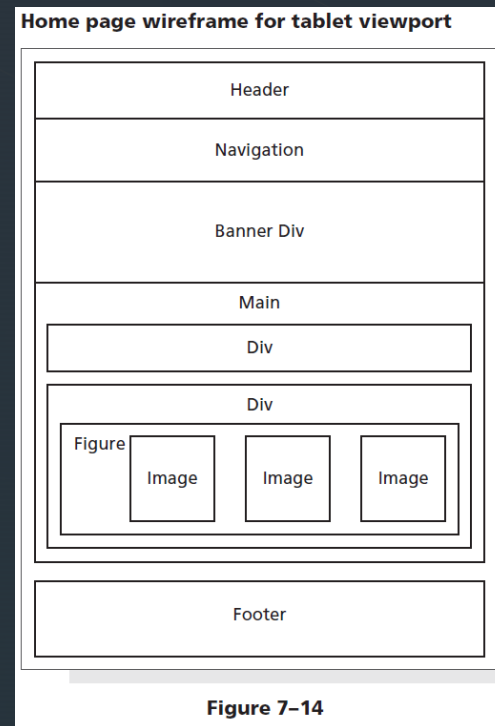 Home page wireframe for tablet viewport
Header
Navigation
Banner Div
Main
Div
Div
Figure
Image Image Image
Footer
Figure 7–14